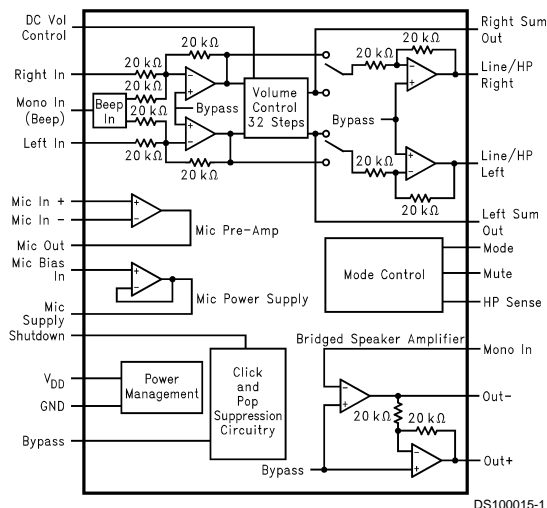 DC Vol
Control
Right In
Mono In
(Beep)
Left In
Mic In +
Mic In -
Mic Out
Mic Bias
In
Mic
Supply
Shutdown
VDD
GND
Bypass
20 kΩ
20 kΩ
20 kΩ
Beep
In
20 kΩ
20 kΩ
20 kΩ
Bypass
Volume
Control
32 Steps
20 kΩ
20 kΩ
Bypass
20 kΩ
20 kΩ
Right Sum
Out
Line/HP
Right
Line/HP
Left
Left Sum
Out
Mic Pre-Amp
Mic Power Supply
Mode Control
Mode
Mute
HP Sense
Power
Management
Click
and
Pop
Suppression
Circuitry
Bridged Speaker Amplifier
Mono In
Out-
20 kΩ
20 kΩ
Bypass
Out+
DS100015-1